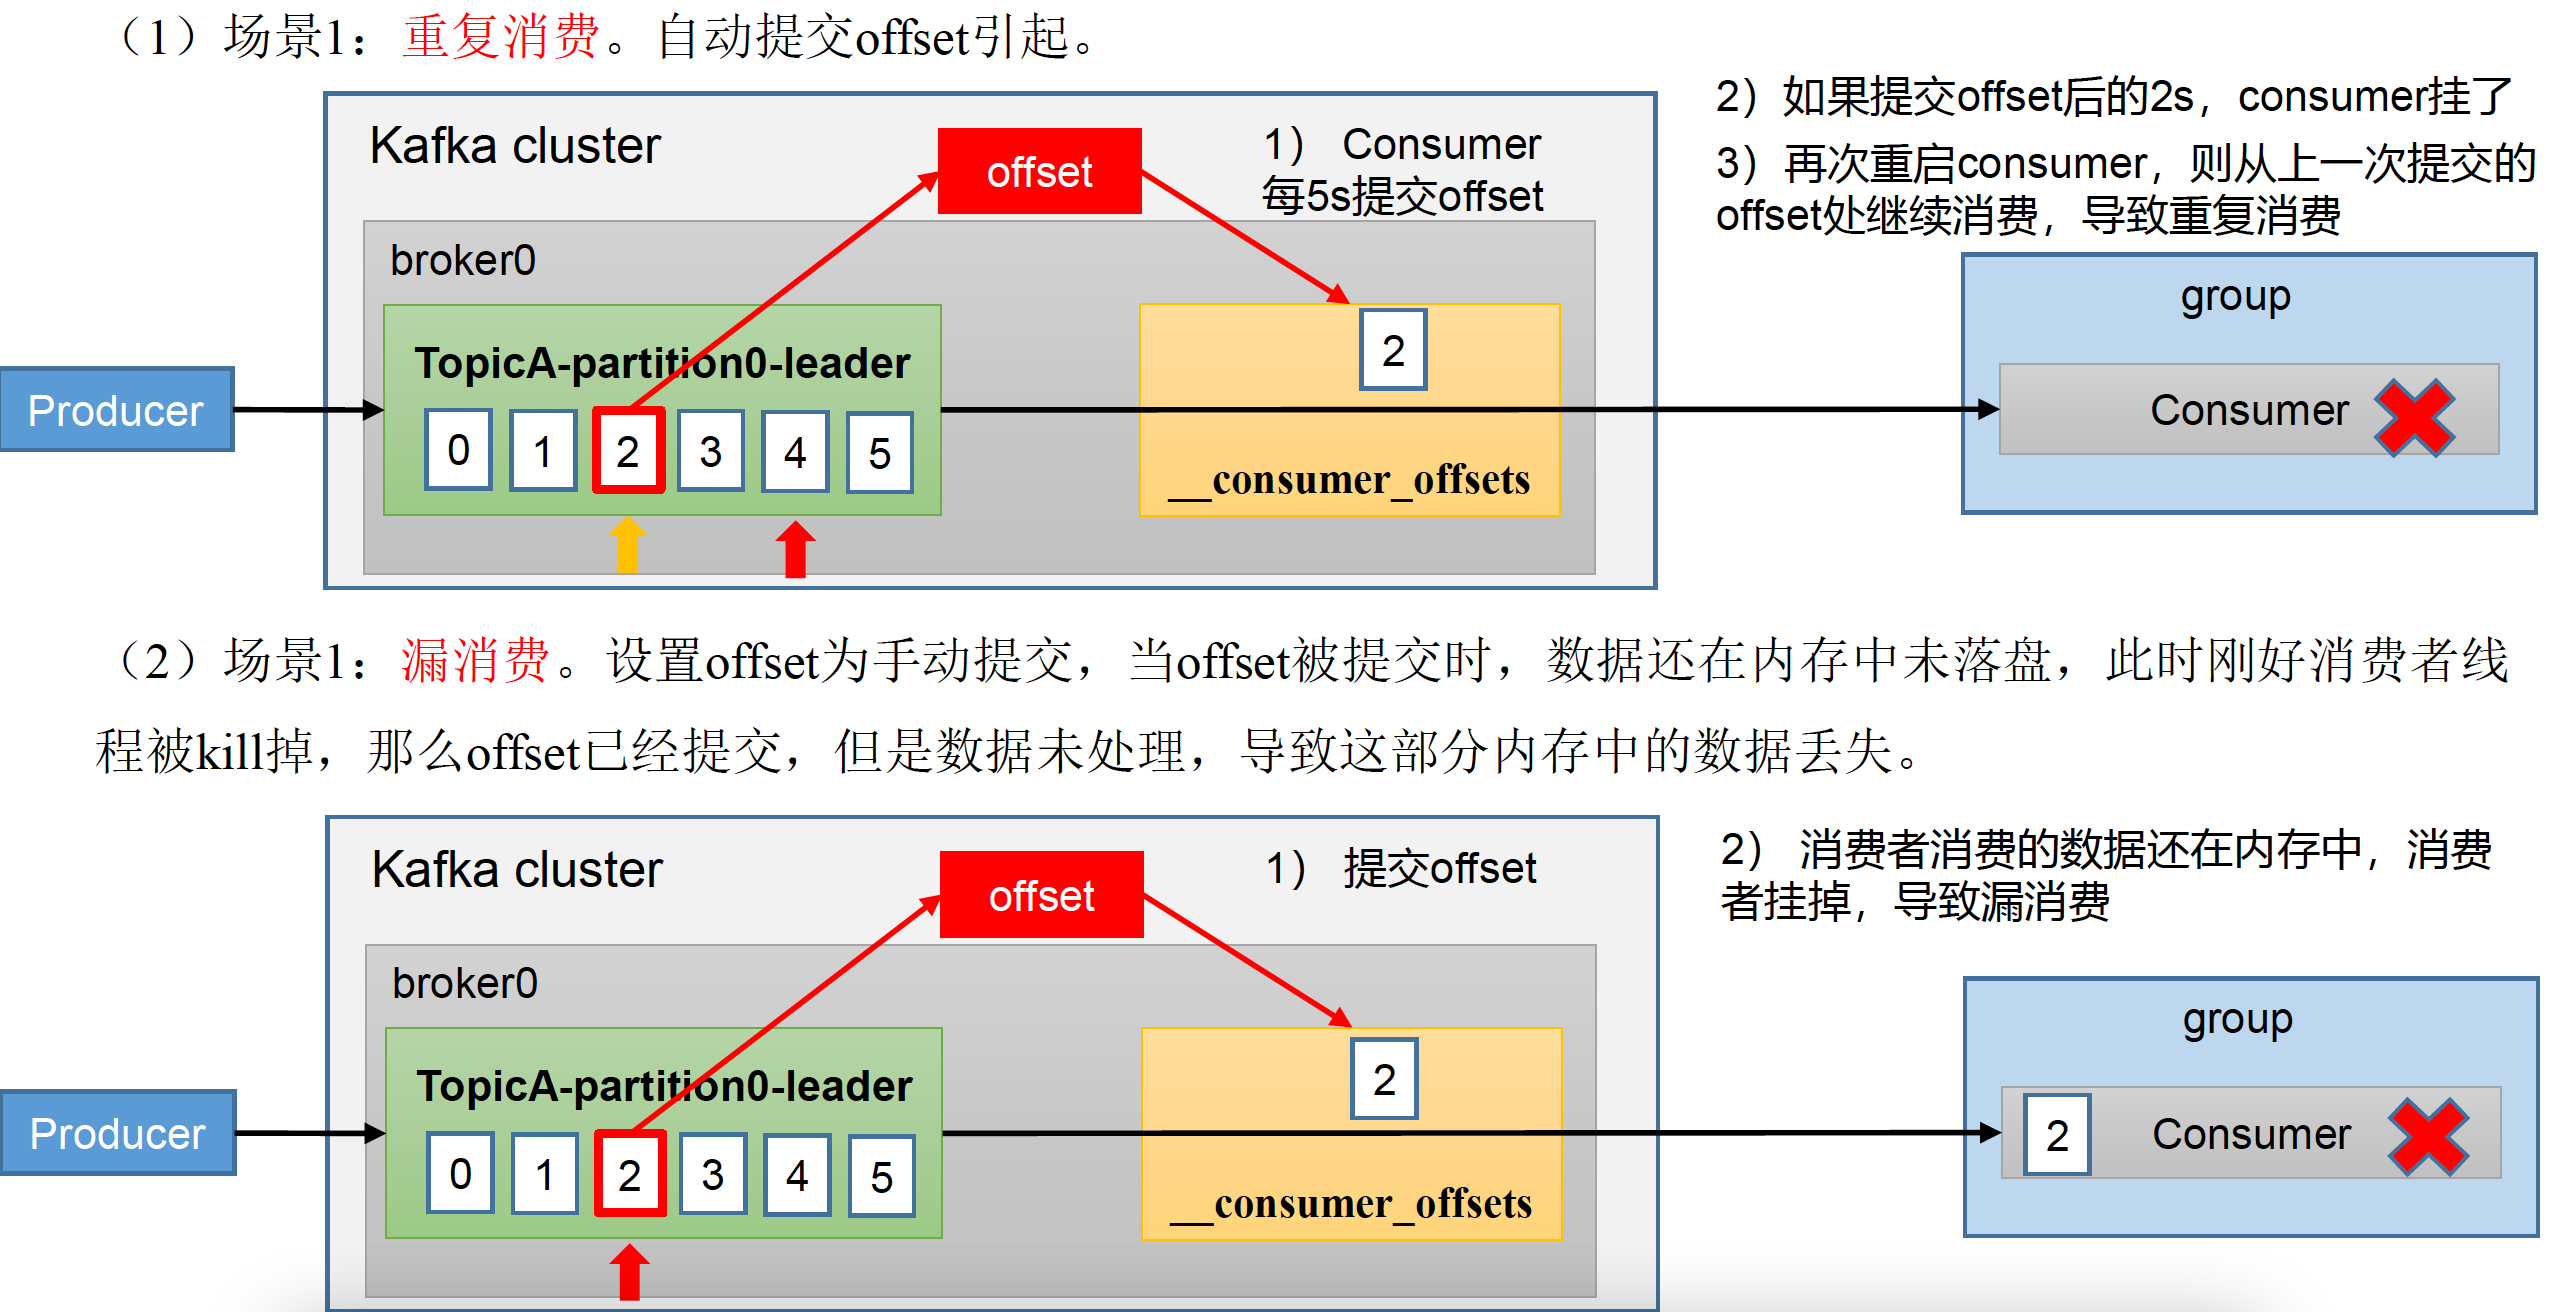 （1）场景1：重复消费。自动提交offset引起。
2）如果提交offset后的2s，consumer挂了
3）再次重启consumer，则从上一次提交的
offset处继续消费，导致重复消费
Kafka cluster
offset
1） Consumer
每5s提交offset
broker0
group
TopicA-partition0-leader
2
Producer
Consumer
0 1 2 3 4 5
__consumer_offsets
（2）场景1：漏消费。设置offset为手动提交，当offset被提交时，数据还在内存中未落盘，此时刚好消费者线
程被kill掉，那么offset已经提交，但是数据未处理，导致这部分内存中的数据丢失。
2） 消费者消费的数据还在内存中，消费
者挂掉，导致漏消费
Kafka cluster
offset
1） 提交offset
broker0
group
TopicA-partition0-leader
2
Producer
2 Consumer
0 1 2 3 4 5
__consumer_offsets